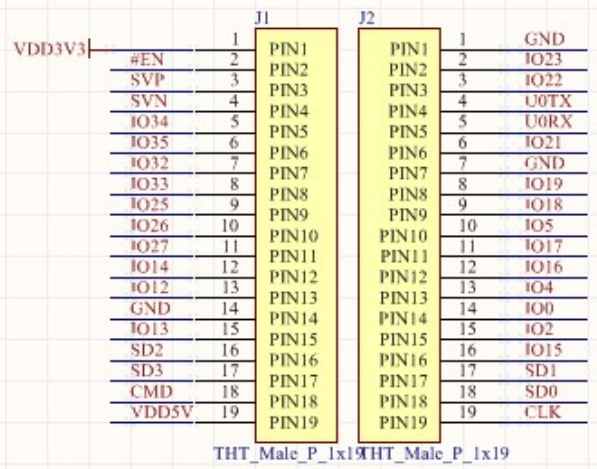 J1 J2
1 PIN1 PIN1 1 GND
VDD3V3
#EN 2 PIN2 PIN2 2 IO23
SVP 3 PIN3 PIN3 3 IO22
SVN 4 PIN4 PIN4 4 U0TX
IO34 5 PIN5 PIN5 5 U0RX
IO35 6 PIN6 PIN6 6 IO21
IO32 7 PIN7 PIN7 7 GND
IO33 8 PIN8 PIN8 8 IO19
IO25 9 PIN9 PIN9 9 IO18
IO26 10 PIN10 PIN10 10 IO5
IO27 11 PIN11 PIN11 11 IO17
IO14 12 PIN12 PIN12 12 IO16
IO12 13 PIN13 PIN13 13 IO4
GND 14 PIN14 PIN14 14 IO0
IO13 15 PIN15 PIN15 15 IO2
SD2 16 PIN16 PIN16 16 IO15
SD3 17 PIN17 PIN17 17 SD1
CMD 18 PIN18 PIN18 18 SD0
VDD5V 19 PIN19 PIN19 19 CLK
THT_Male_P_1x19 THT_Male_P_1x19